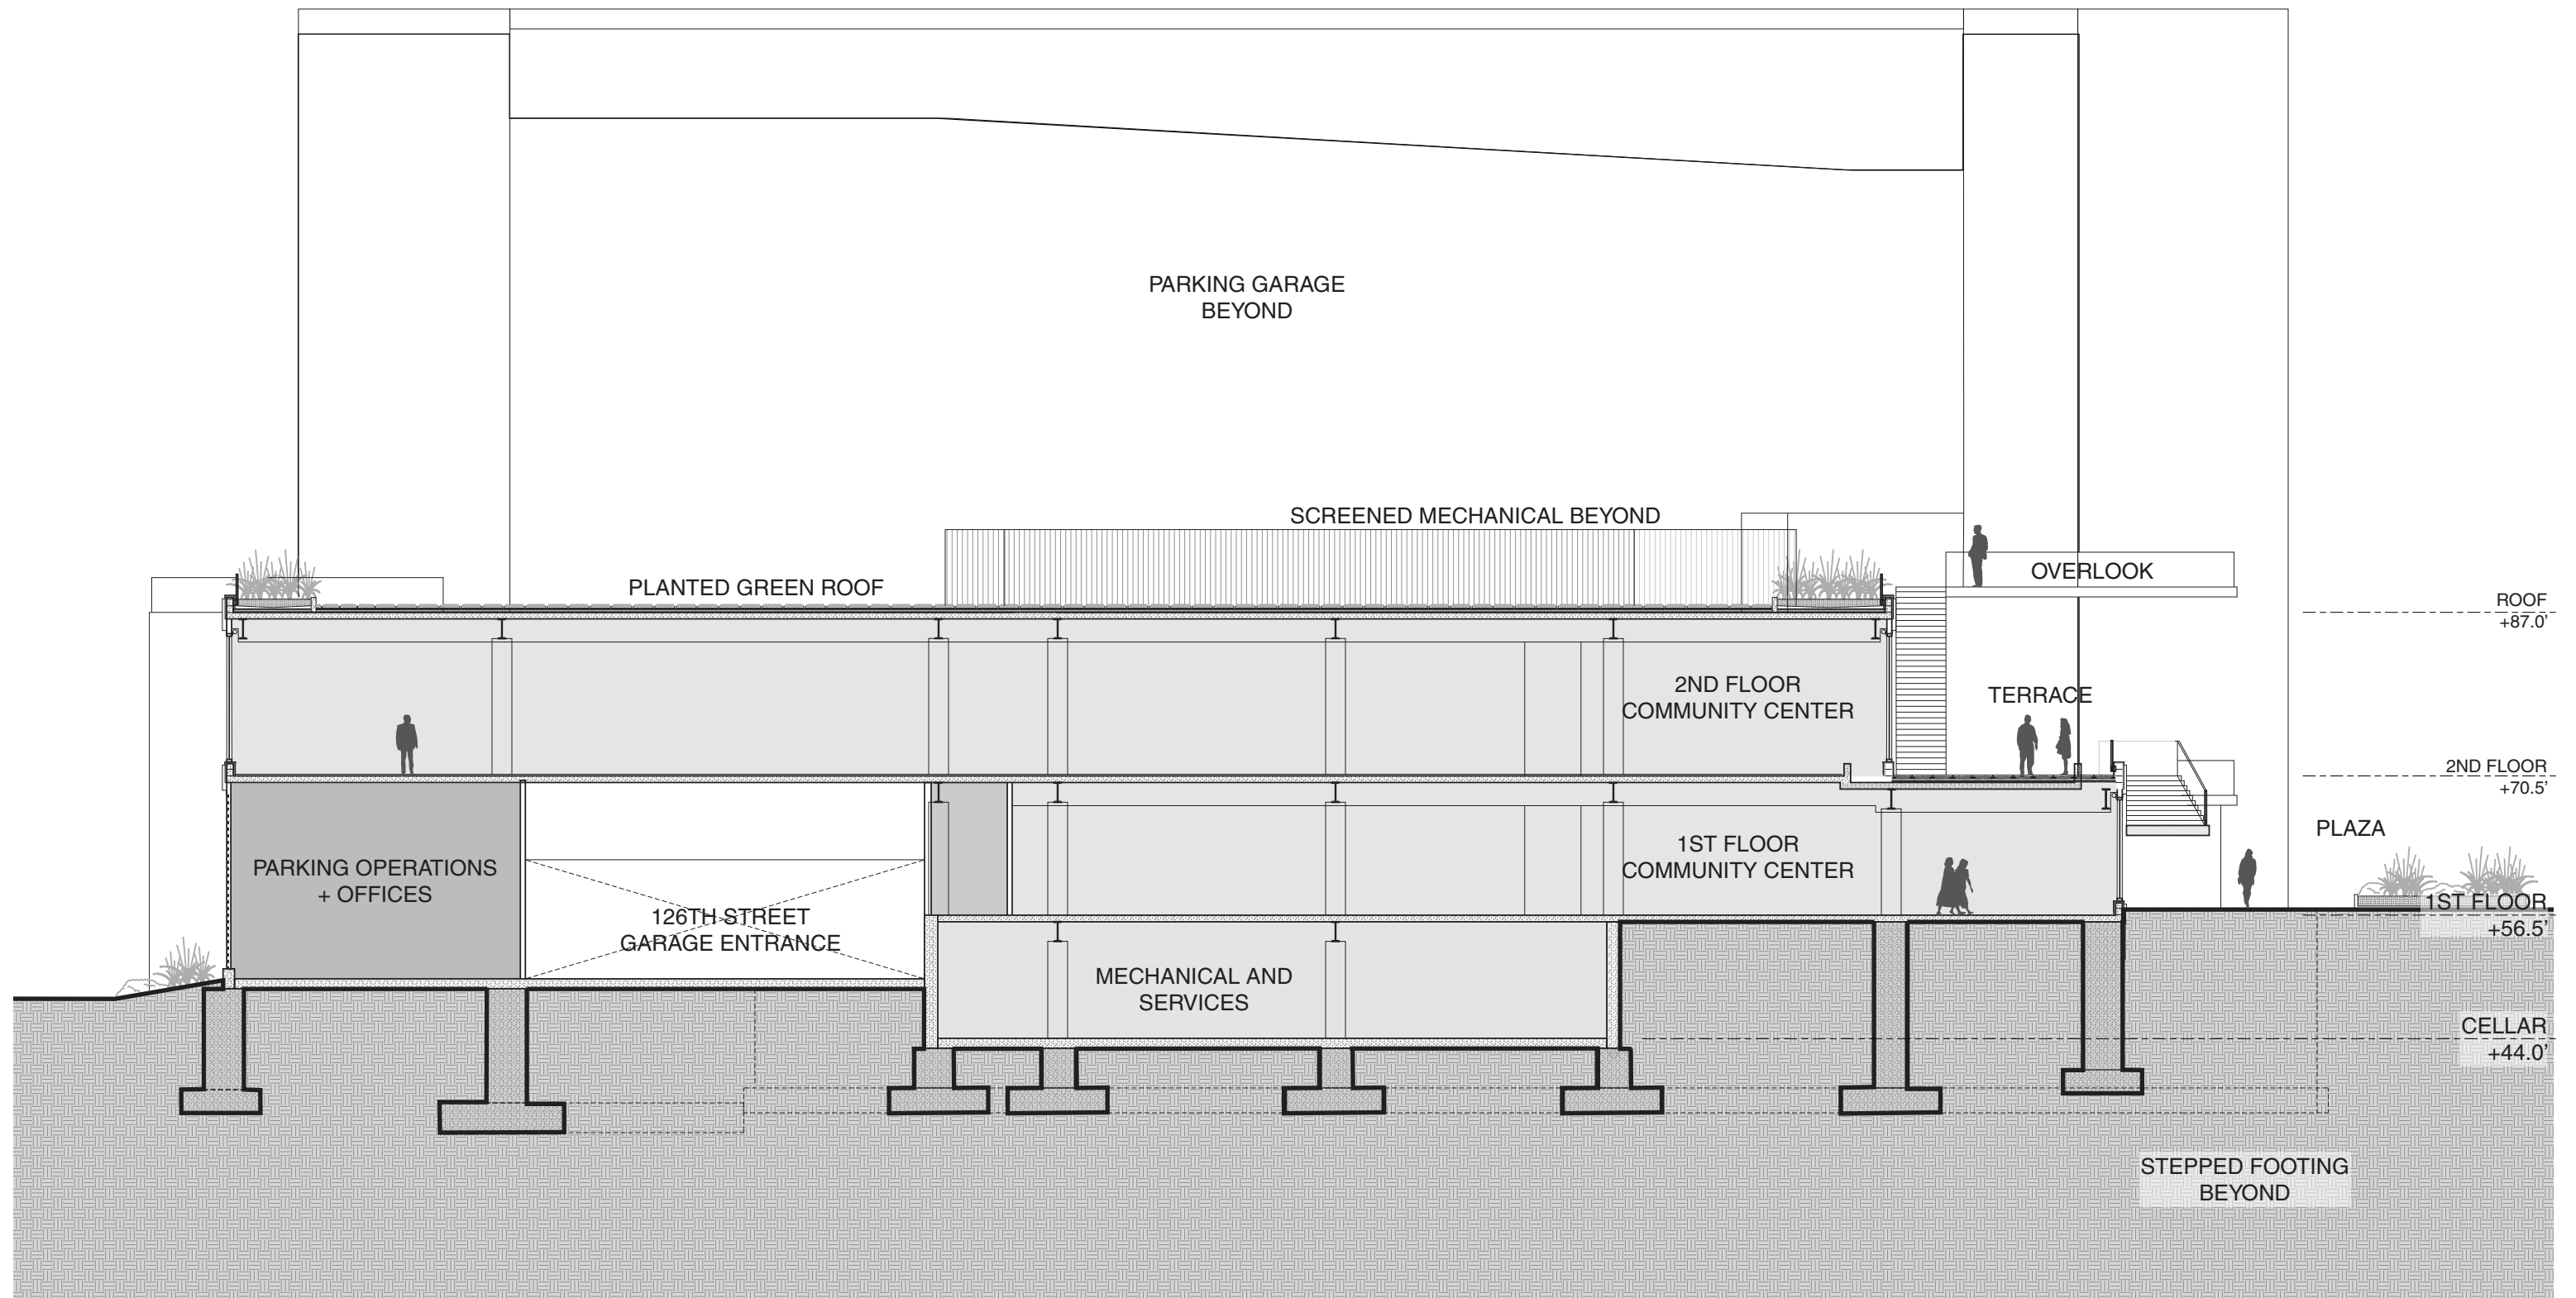 PARKING GARAGE
BEYOND
SCREENED MECHANICAL BEYOND
PLANTED GREEN ROOF
OVERLOOK
ROOF
+87.0'
2ND FLOOR
COMMUNITY CENTER
TERRACE
2ND FLOOR
+70.5'
PLAZA
PARKING OPERATIONS
+ OFFICES
1ST FLOOR
COMMUNITY CENTER
126TH STREET
GARAGE ENTRANCE
1ST FLOOR
+56.5'
MECHANICAL AND
SERVICES
CELLAR
+44.0'
STEPPED FOOTING
BEYOND